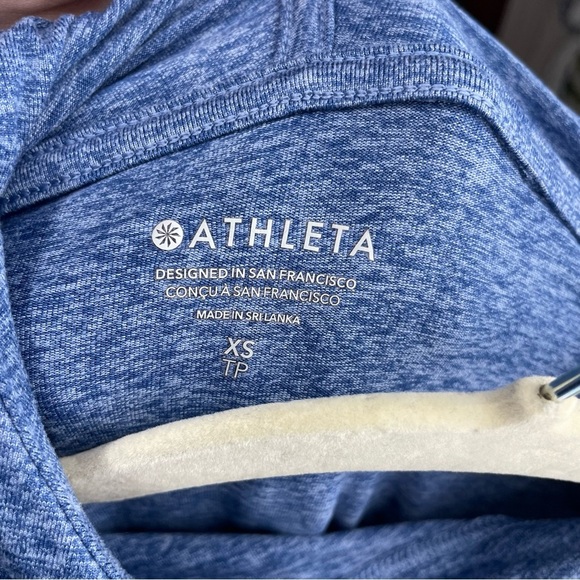 ATHLETA
DESIGNED IN SAN FRANCISCO
CONÇU À SAN FRANCISCO
MADE IN SRI LANKA
XS
TP